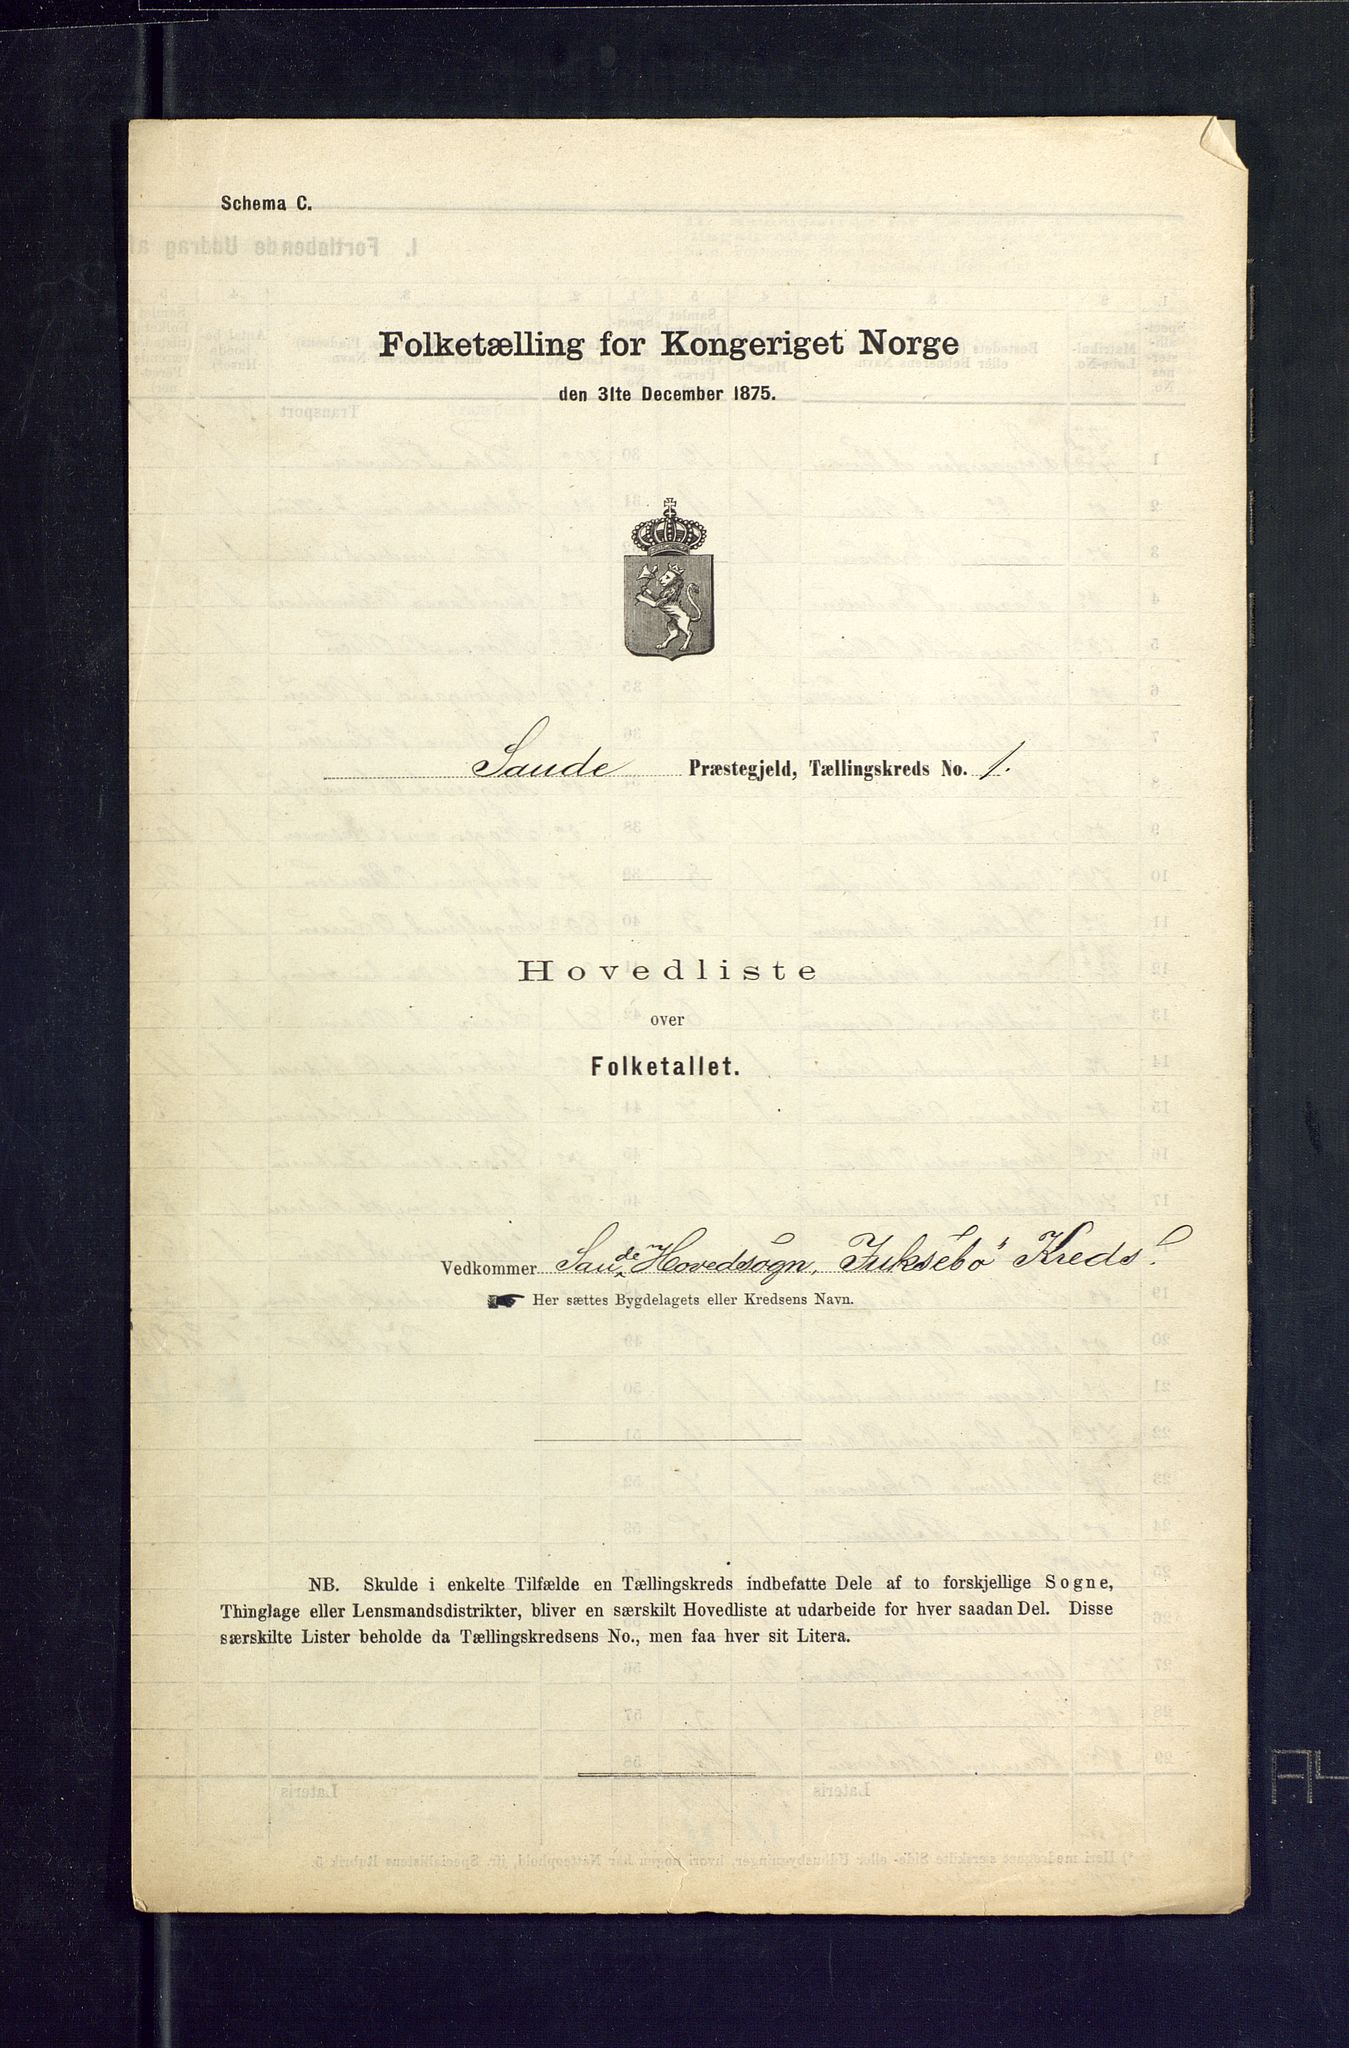 Schema C.
Folketælling for Kongeriget Norge
den 31te December 1875.
Saude Præstegjeld, Tællingskreds No. 1.
Hovedliste
over
Folketallet.
Vedkommer Saude Hovedsogn, Juksebö Kreds.
Her sættes Bygdelagets eller Kredsens Navn.
NB. Skulde i enkelte Tilfælde en Tællingskreds indbefatte Dele af to forskjellige Sogne,
Thinglage eller Lensmandsdistrikter, bliver en særskilt Hovedliste at udarbeide for hver saadan Del. Disse
særskilte Lister beholde da Tællingskredsens No., men faa hver sit Litera.